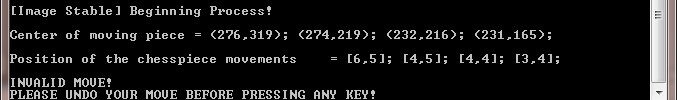 [Image Stable] Beginning Process!
Center of moving piece = (276,319); (274,219); (232,216); (231,165);
Position of the chesspiece movements    = [6,5]; [4,5]; [4,4]; [3,4];
INVALID MOVE!
PLEASE UNDO YOUR MOVE BEFORE PRESSING ANY KEY!